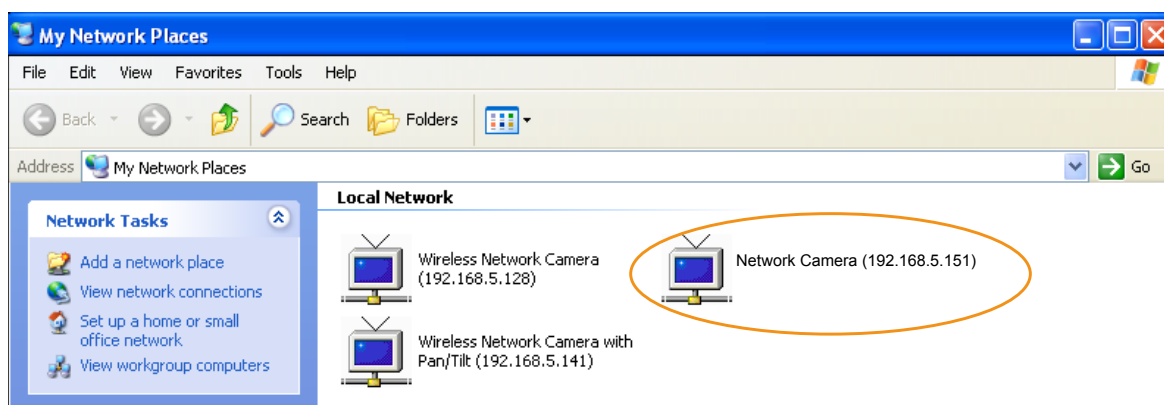 My Network Places
File Edit View Favorites Tools Help
Back Search Folders
Address My Network Places Go
Network Tasks
Add a network place
View network connections
Set up a home or small
office network
View workgroup computers
Local Network
Wireless Network Camera
(192.168.5.128)
Network Camera (192.168.5.151)
Wireless Network Camera with
Pan/Tilt (192.168.5.141)